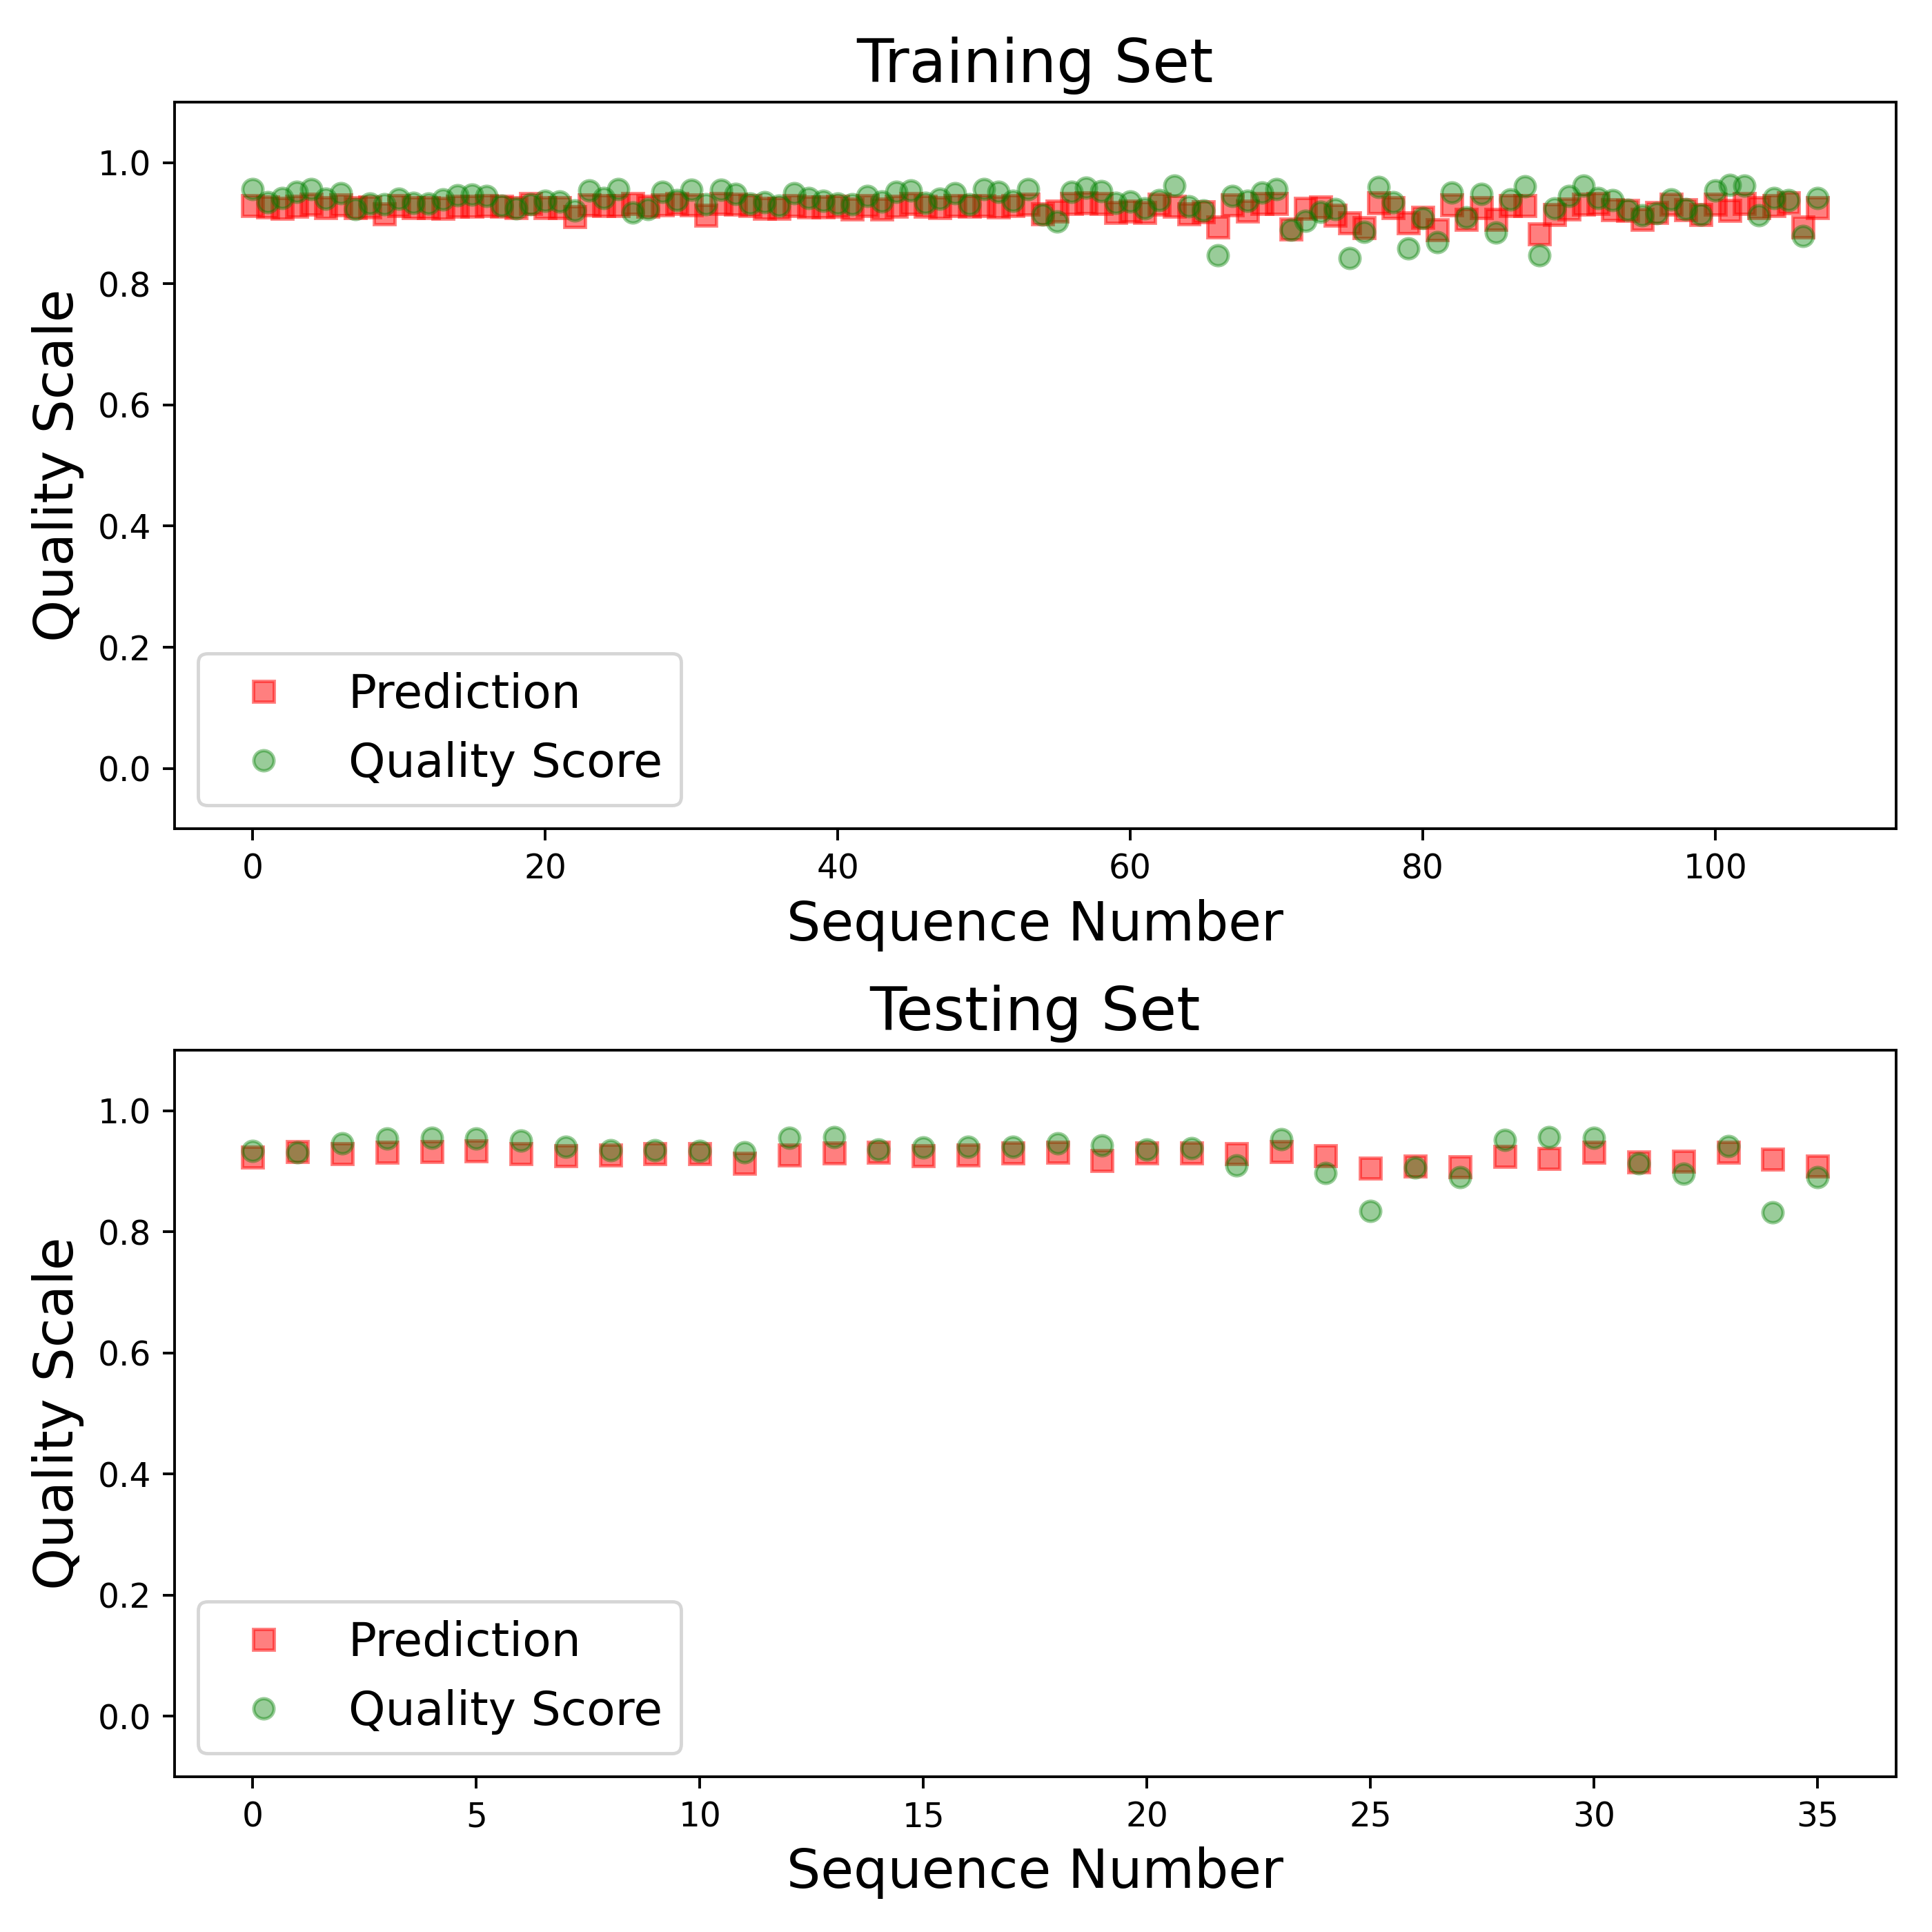 Training Set
Quality Scale
1.0
0.8
0.6
0.4
0.2
0.0
Prediction
Quality Score
0 20 40 60 80 100
Sequence Number
Testing Set
Quality Scale
1.0
0.8
0.6
0.4
0.2
0.0
Prediction
Quality Score
0 5 10 15 20 25 30 35
Sequence Number